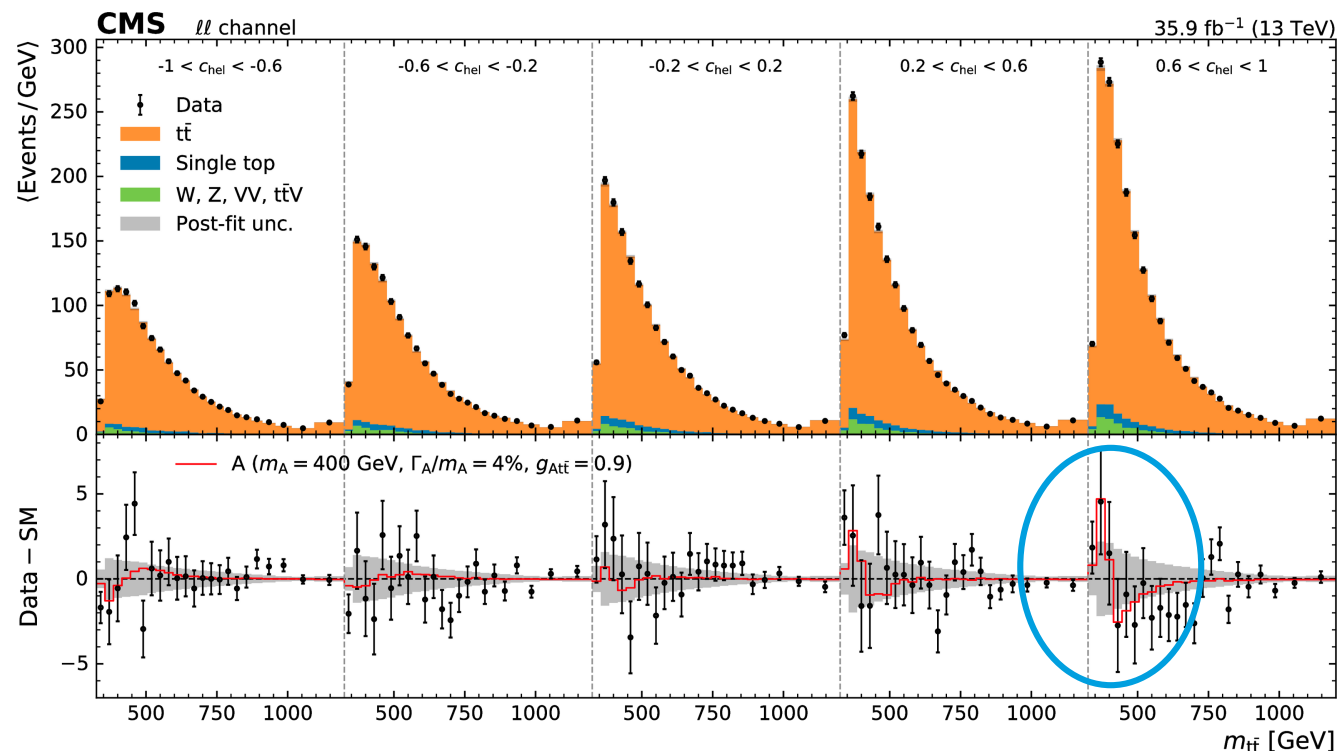 CMS ℓℓ channel 35.9 fb⁻¹ (13 TeV)
⟨Events / GeV⟩
300
250
200
150
100
50
0
-1 < c_hel < -0.6
-0.6 < c_hel < -0.2
-0.2 < c_hel < 0.2
0.2 < c_hel < 0.6
0.6 < c_hel < 1
Data
tt̄
Single top
W, Z, VV, tt̄V
Post-fit unc.
Data − SM
5
0
−5
A (m_A = 400 GeV, Γ_A/m_A = 4%, g_Att̄ = 0.9)
500 750 1000 500 750 1000 500 750 1000 500 750 1000 500 750 1000
m_tt̄ [GeV]